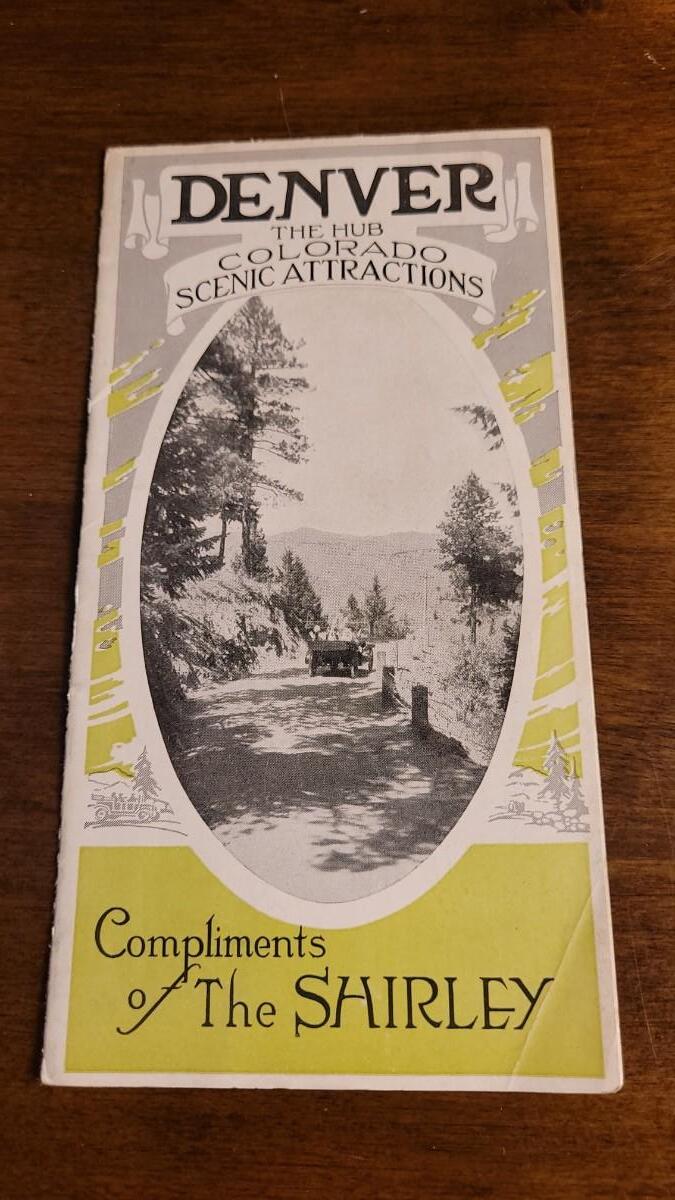 DENVER
THE HUB
COLORADO
SCENIC ATTRACTIONS
Compliments
of The SHIRLEY